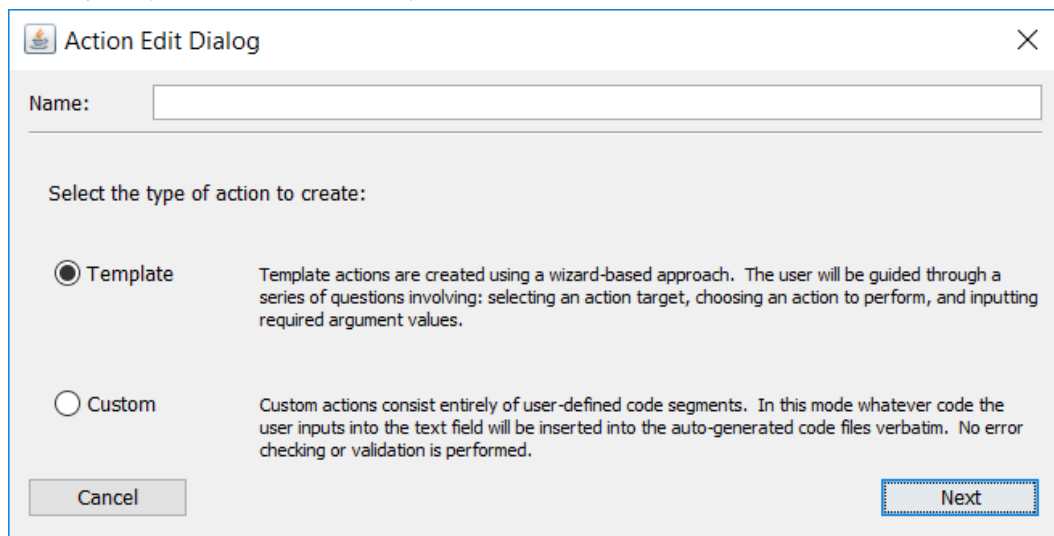 Action Edit Dialog
Name:
Select the type of action to create:
Template
Template actions are created using a wizard-based approach. The user will be guided through a
series of questions involving: selecting an action target, choosing an action to perform, and inputting
required argument values.
Custom
Custom actions consist entirely of user-defined code segments. In this mode whatever code the
user inputs into the text field will be inserted into the auto-generated code files verbatim. No error
checking or validation is performed.
Cancel
Next